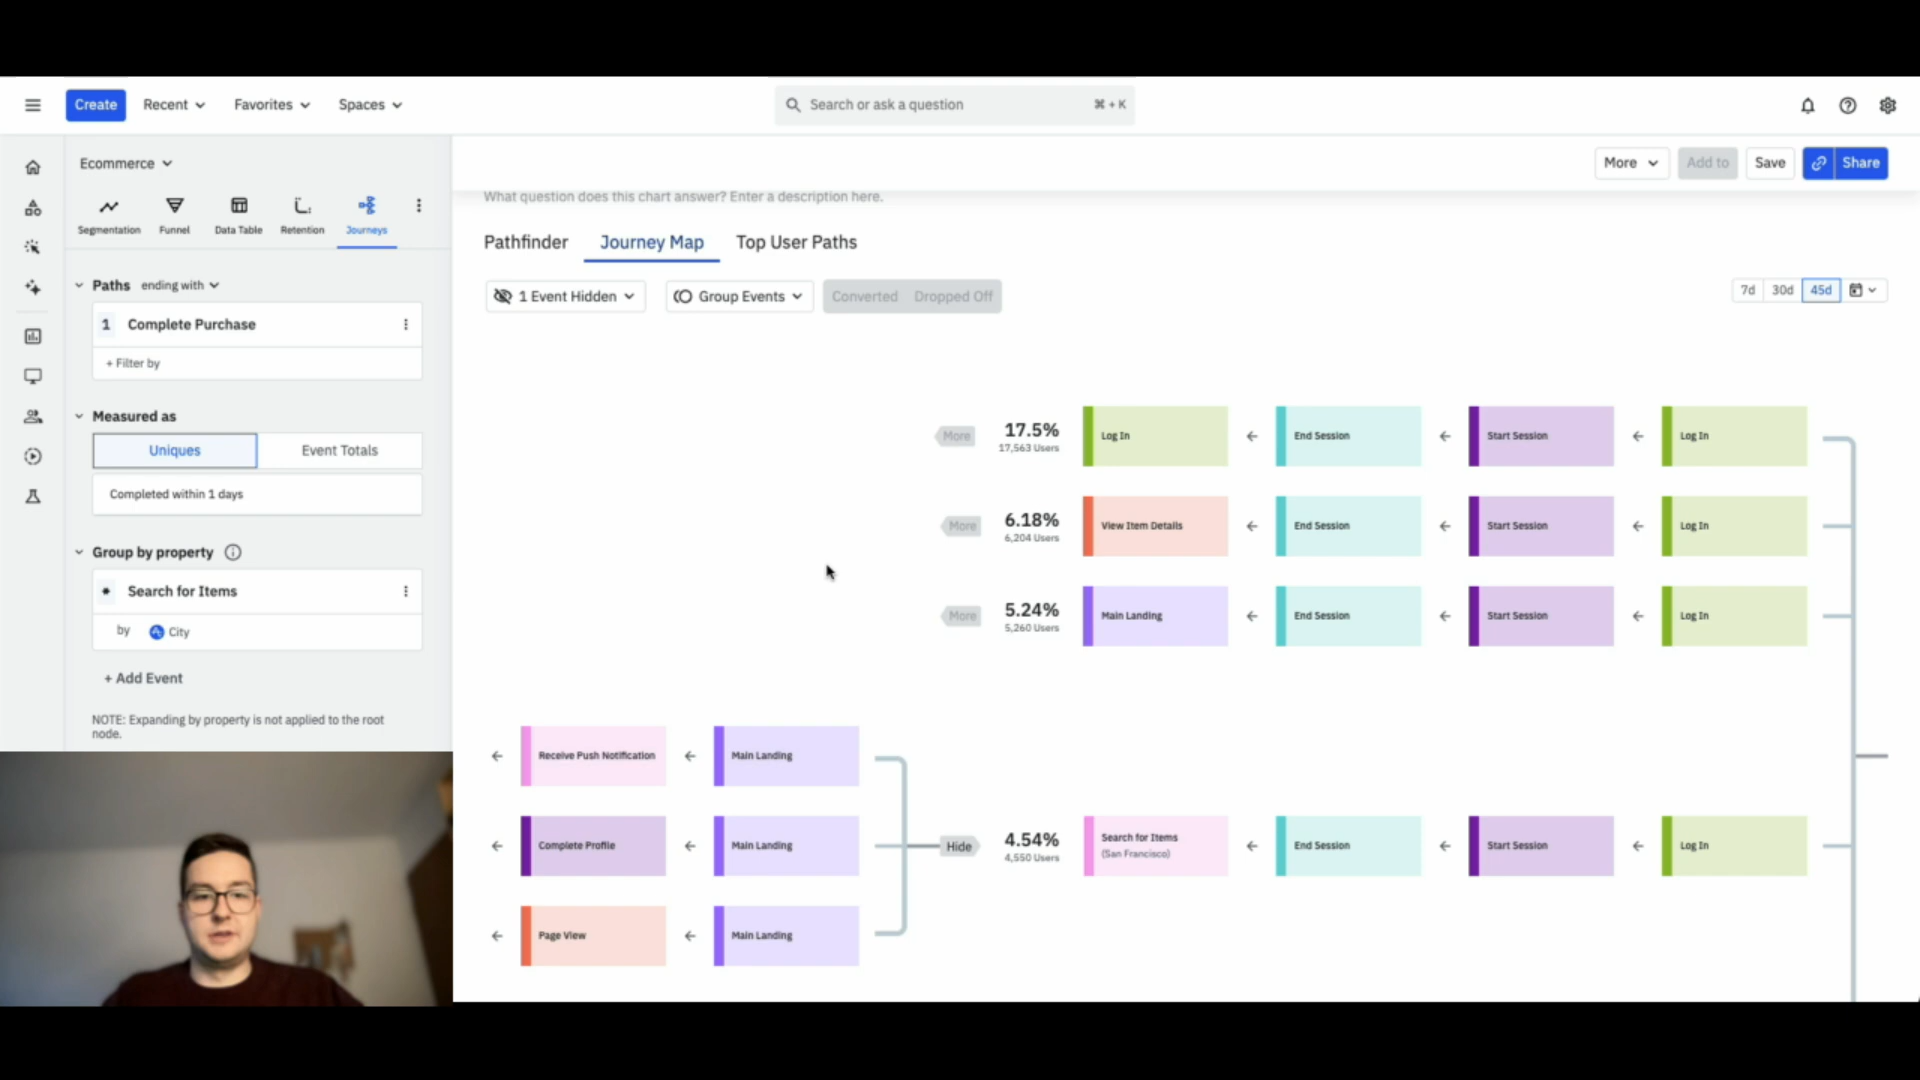 Create
Recent
Favorites
Spaces
Search or ask a question
⌘ + K
Ecommerce
More
Add to
Save
Share
What question does this chart answer? Enter a description here.
Segmentation
Funnel
Data Table
Retention
Journeys
Pathfinder
Journey Map
Top User Paths
Paths ending with
1 Complete Purchase
+ Filter by
1 Event Hidden
Group Events
Converted
Dropped Off
7d
30d
45d
Measured as
Uniques
Event Totals
Completed within 1 days
Group by property
Search for Items
by City
+ Add Event
NOTE: Expanding by property is not applied to the root
node.
More
17.5%
17,563 Users
Log In
End Session
Start Session
Log In
More
6.18%
6,204 Users
View Item Details
End Session
Start Session
Log In
More
5.24%
5,260 Users
Main Landing
End Session
Start Session
Log In
Receive Push Notification
Main Landing
Complete Profile
Main Landing
Hide
4.54%
4,550 Users
Search for Items
(San Francisco)
End Session
Start Session
Log In
Page View
Main Landing